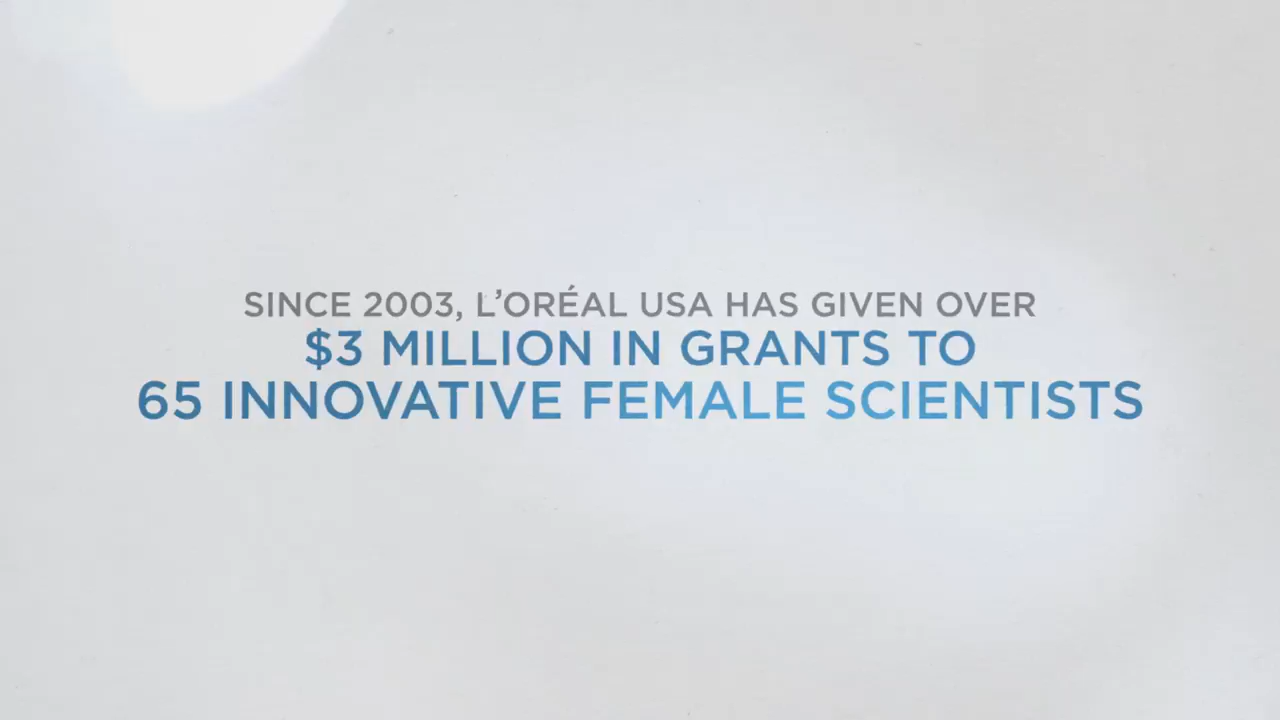 SINCE 2003, L’ORÉAL USA HAS GIVEN OVER
$3 MILLION IN GRANTS TO
65 INNOVATIVE FEMALE SCIENTISTS